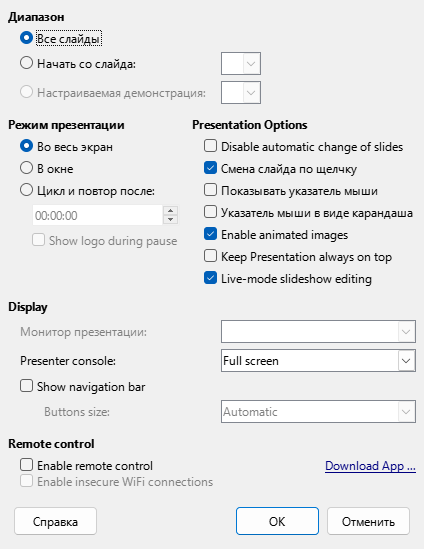 Диапазон
Все слайды
Начать со слайда:
Настраиваемая демонстрация:
Режим презентации
Во весь экран
В окне
Цикл и повтор после:
00:00:00
Show logo during pause
Presentation Options
Disable automatic change of slides
Смена слайда по щелчку
Показывать указатель мыши
Указатель мыши в виде карандаша
Enable animated images
Keep Presentation always on top
Live-mode slideshow editing
Display
Монитор презентации:
Presenter console: Full screen
Show navigation bar
Buttons size: Automatic
Remote control
Enable remote control Download App ...
Enable insecure WiFi connections
Справка OK Отменить